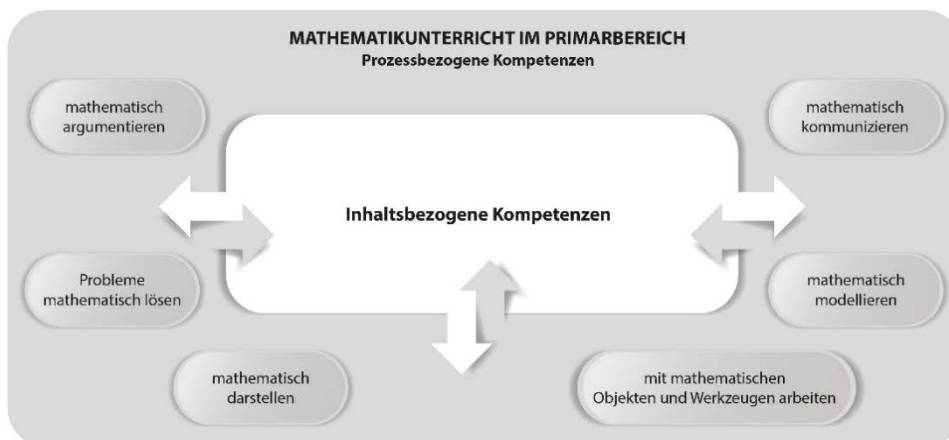 MATHEMATIKUNTERRICHT IM PRIMARBEREICH
Prozessbezogene Kompetenzen
mathematisch
argumentieren
mathematisch
kommunizieren
Inhaltsbezogene Kompetenzen
Probleme
mathematisch lösen
mathematisch
modellieren
mathematisch
darstellen
mit mathematischen
Objekten und Werkzeugen arbeiten